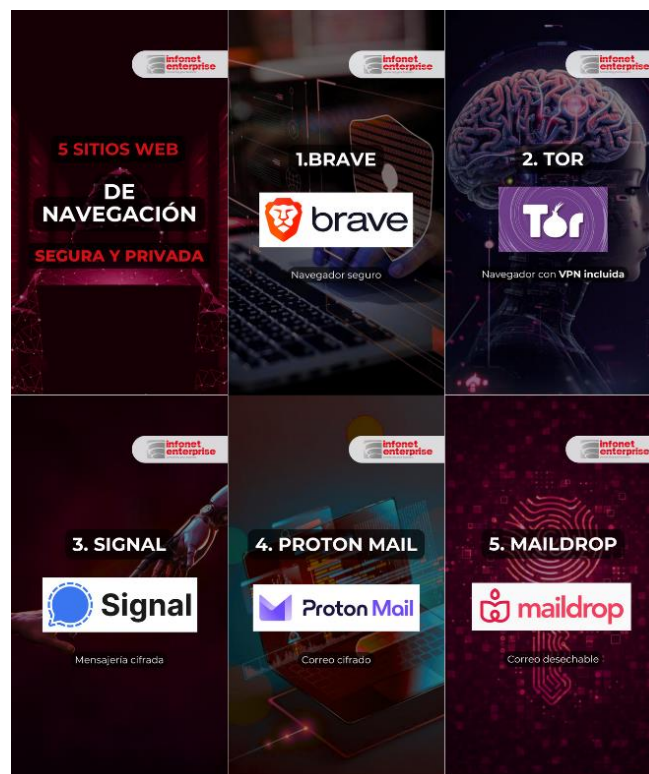 infonet
enterprise
5 SITIOS WEB
DE
NAVEGACIÓN
SEGURA Y PRIVADA
infonet
enterprise
1.BRAVE
brave
Navegador seguro
infonet
enterprise
2. TOR
Tor
Navegador con VPN incluida
infonet
enterprise
3. SIGNAL
Signal
Mensajería cifrada
infonet
enterprise
4. PROTON MAIL
Proton Mail
Correo cifrado
infonet
enterprise
5. MAILDROP
maildrop
Correo desechable